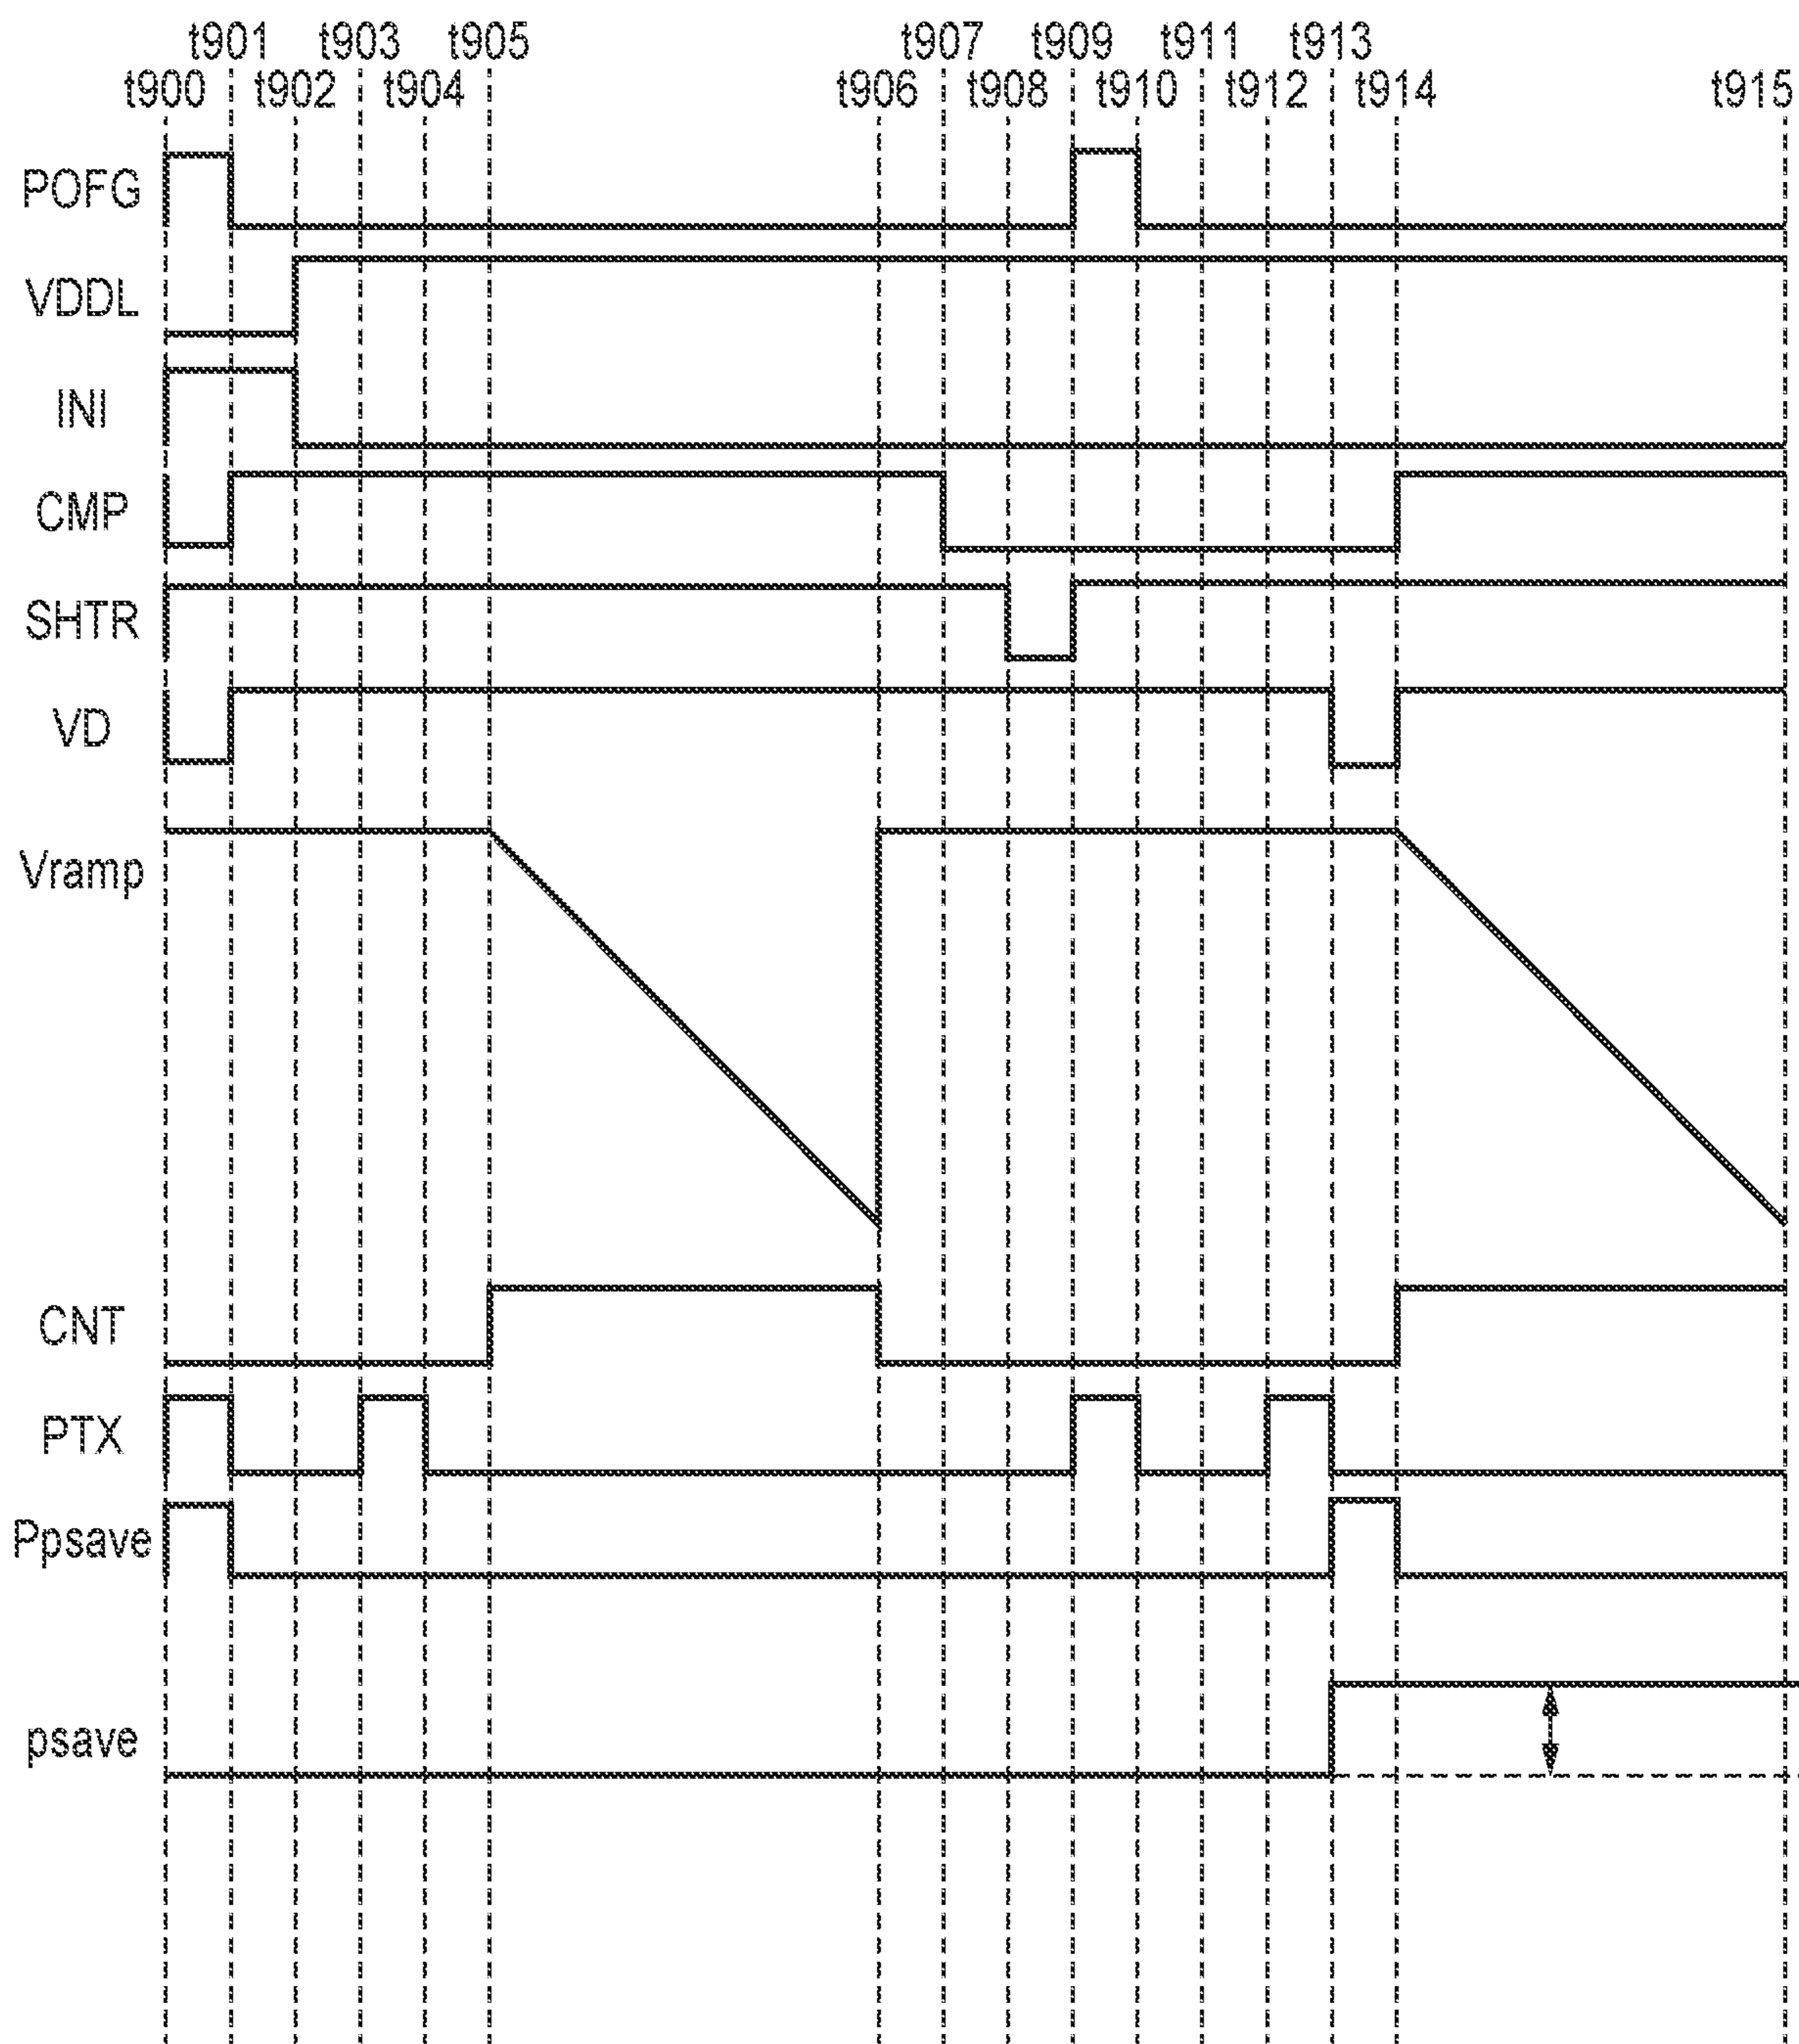 t901 t903 t905 t907 t909 t911 t913
t900 t902 t904 t906 t908 t910 t912 t914 t915
POFG
VDDL
INI
CMP
SHTR
VD
Vramp
CNT
PTX
Ppsave
psave